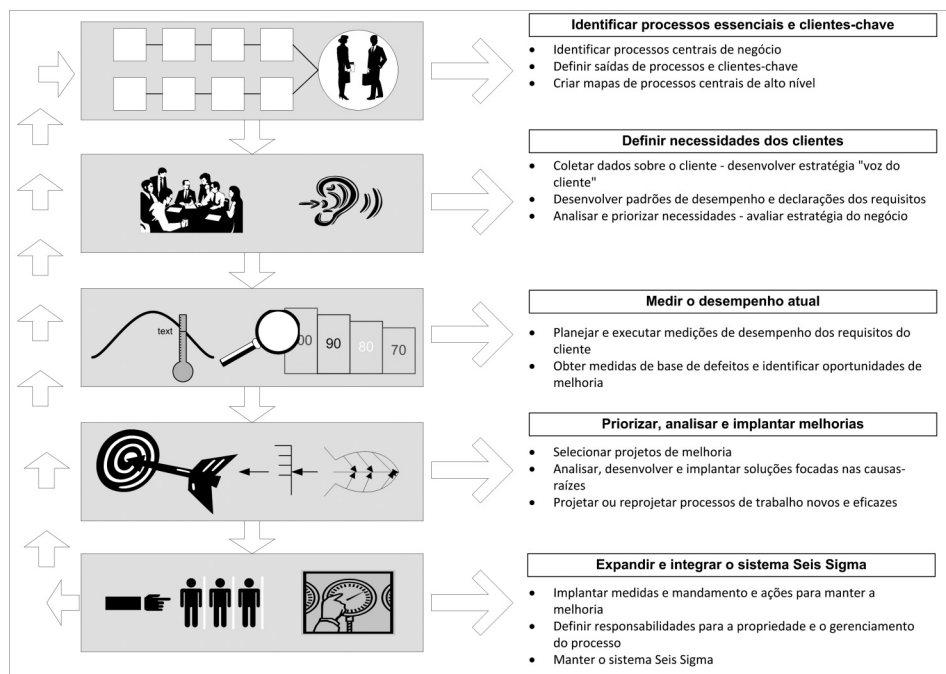 Identificar processos essenciais e clientes-chave
• Identificar processos centrais de negócio
• Definir saídas de processos e clientes-chave
• Criar mapas de processos centrais de alto nível
Definir necessidades dos clientes
• Coletar dados sobre o cliente - desenvolver estratégia "voz do
cliente"
• Desenvolver padrões de desempenho e declarações dos requisitos
• Analisar e priorizar necessidades - avaliar estratégia do negócio
text
00
90
80
70
Medir o desempenho atual
• Planejar e executar medições de desempenho dos requisitos do
cliente
• Obter medidas de base de defeitos e identificar oportunidades de
melhoria
Priorizar, analisar e implantar melhorias
• Selecionar projetos de melhoria
• Analisar, desenvolver e implantar soluções focadas nas causas-
raízes
• Projetar ou reprojetar processos de trabalho novos e eficazes
Expandir e integrar o sistema Seis Sigma
• Implantar medidas e mandamento e ações para manter a
melhoria
• Definir responsabilidades para a propriedade e o gerenciamento
do processo
• Manter o sistema Seis Sigma